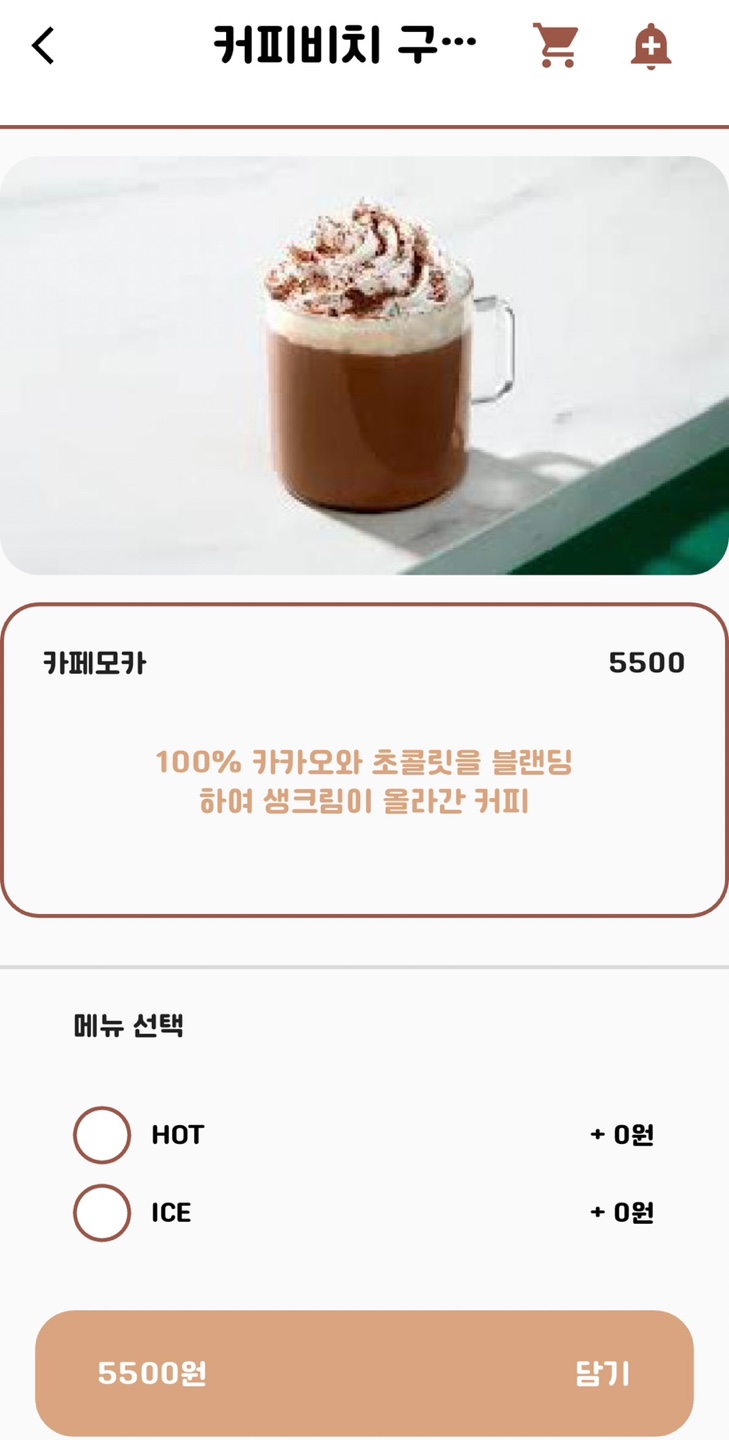 커피비치 구…
카페모카 5500
100% 카카오와 초콜릿을 블랜딩
하여 생크림이 올라간 커피
메뉴 선택
HOT + 0원
ICE + 0원
5500원 담기